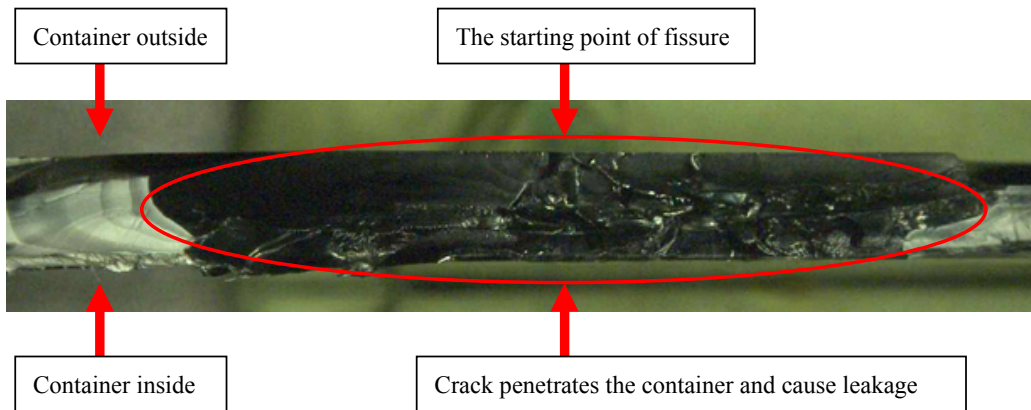 Container outside
The starting point of fissure
Container inside
Crack penetrates the container and cause leakage